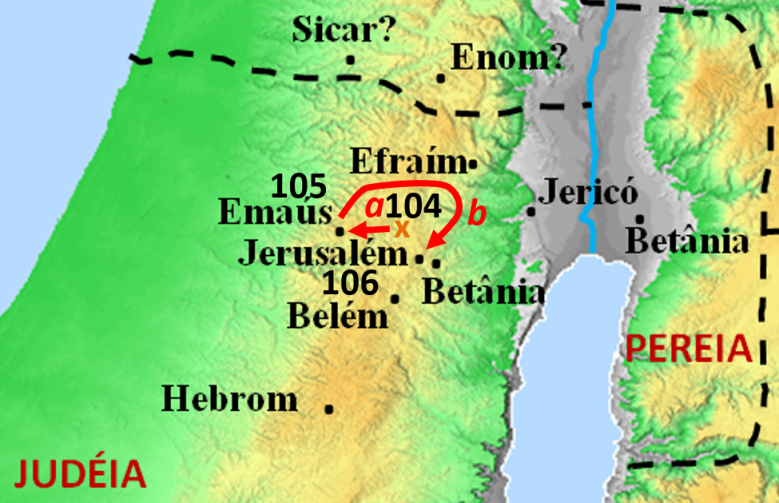 Sicar?
Enom?
Efraím
105
Emaús
a
104
b
x
Jericó
Betânia
Jerusalém
106
Betânia
Belém
PEREIA
Hebrom
JUDÉIA